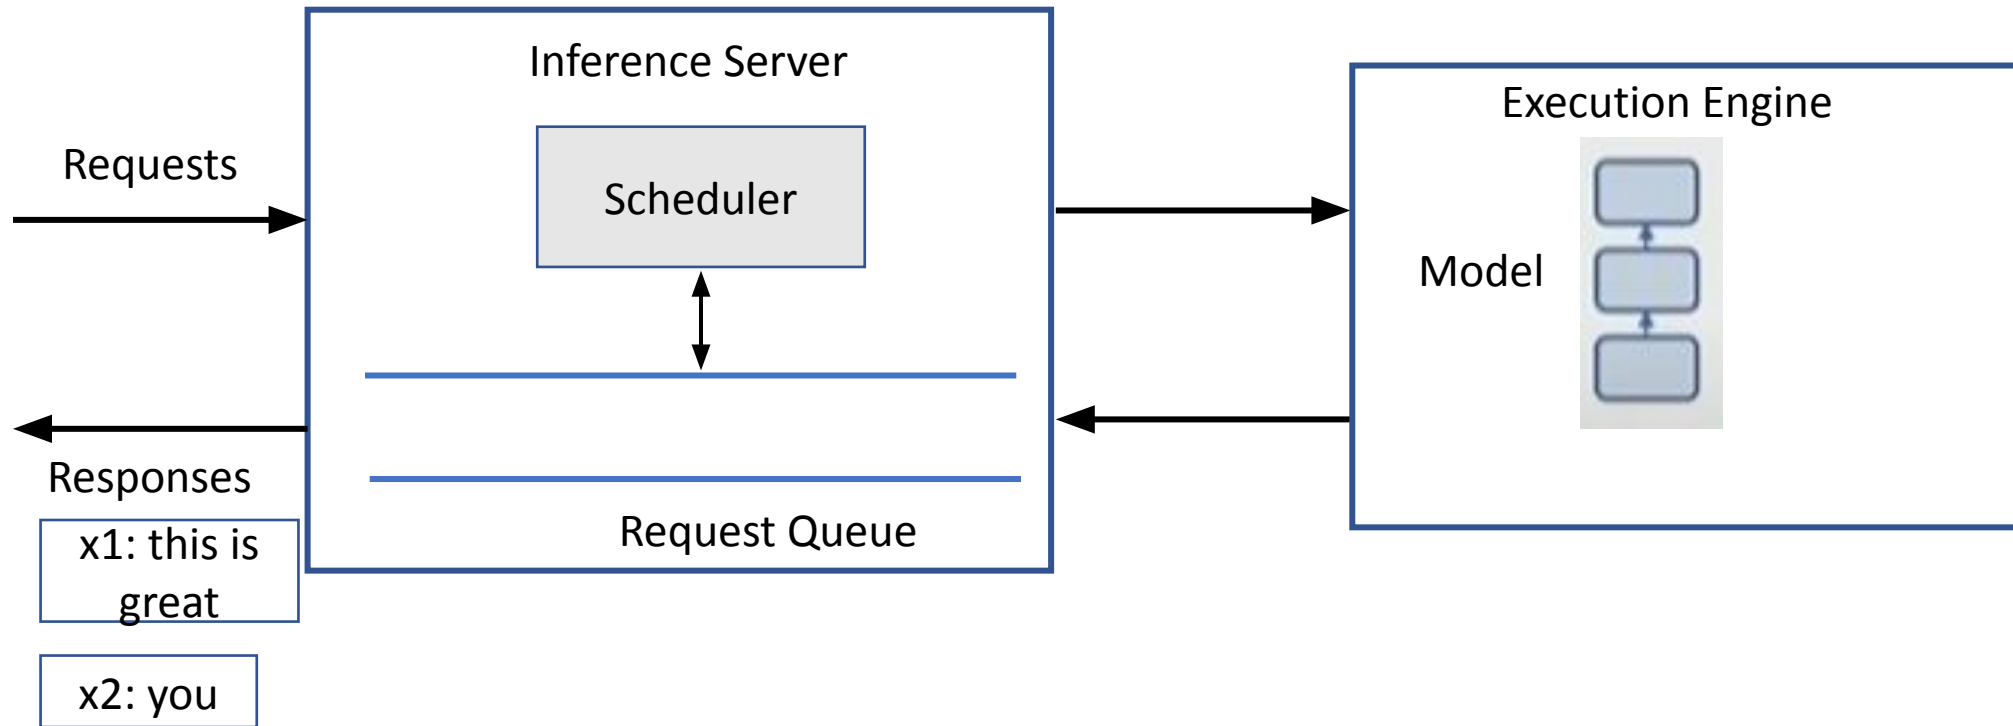 Inference Server
Execution Engine
Requests
Scheduler
Model
Responses
x1: this is
great
Request Queue
x2: you